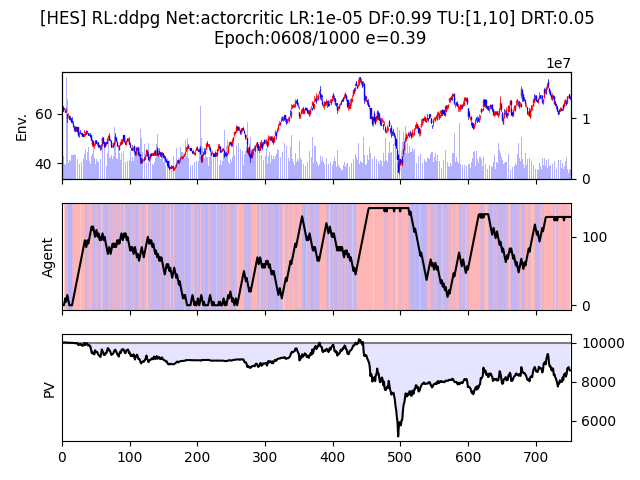 [HES] RL:ddpg Net:actorcritic LR:1e-05 DF:0.99 TU:[1,10] DRT:0.05
Epoch:0608/1000 e=0.39
1e7
Env.
60
40
1
0
Agent
100
0
PV
10000
8000
6000
0 100 200 300 400 500 600 700